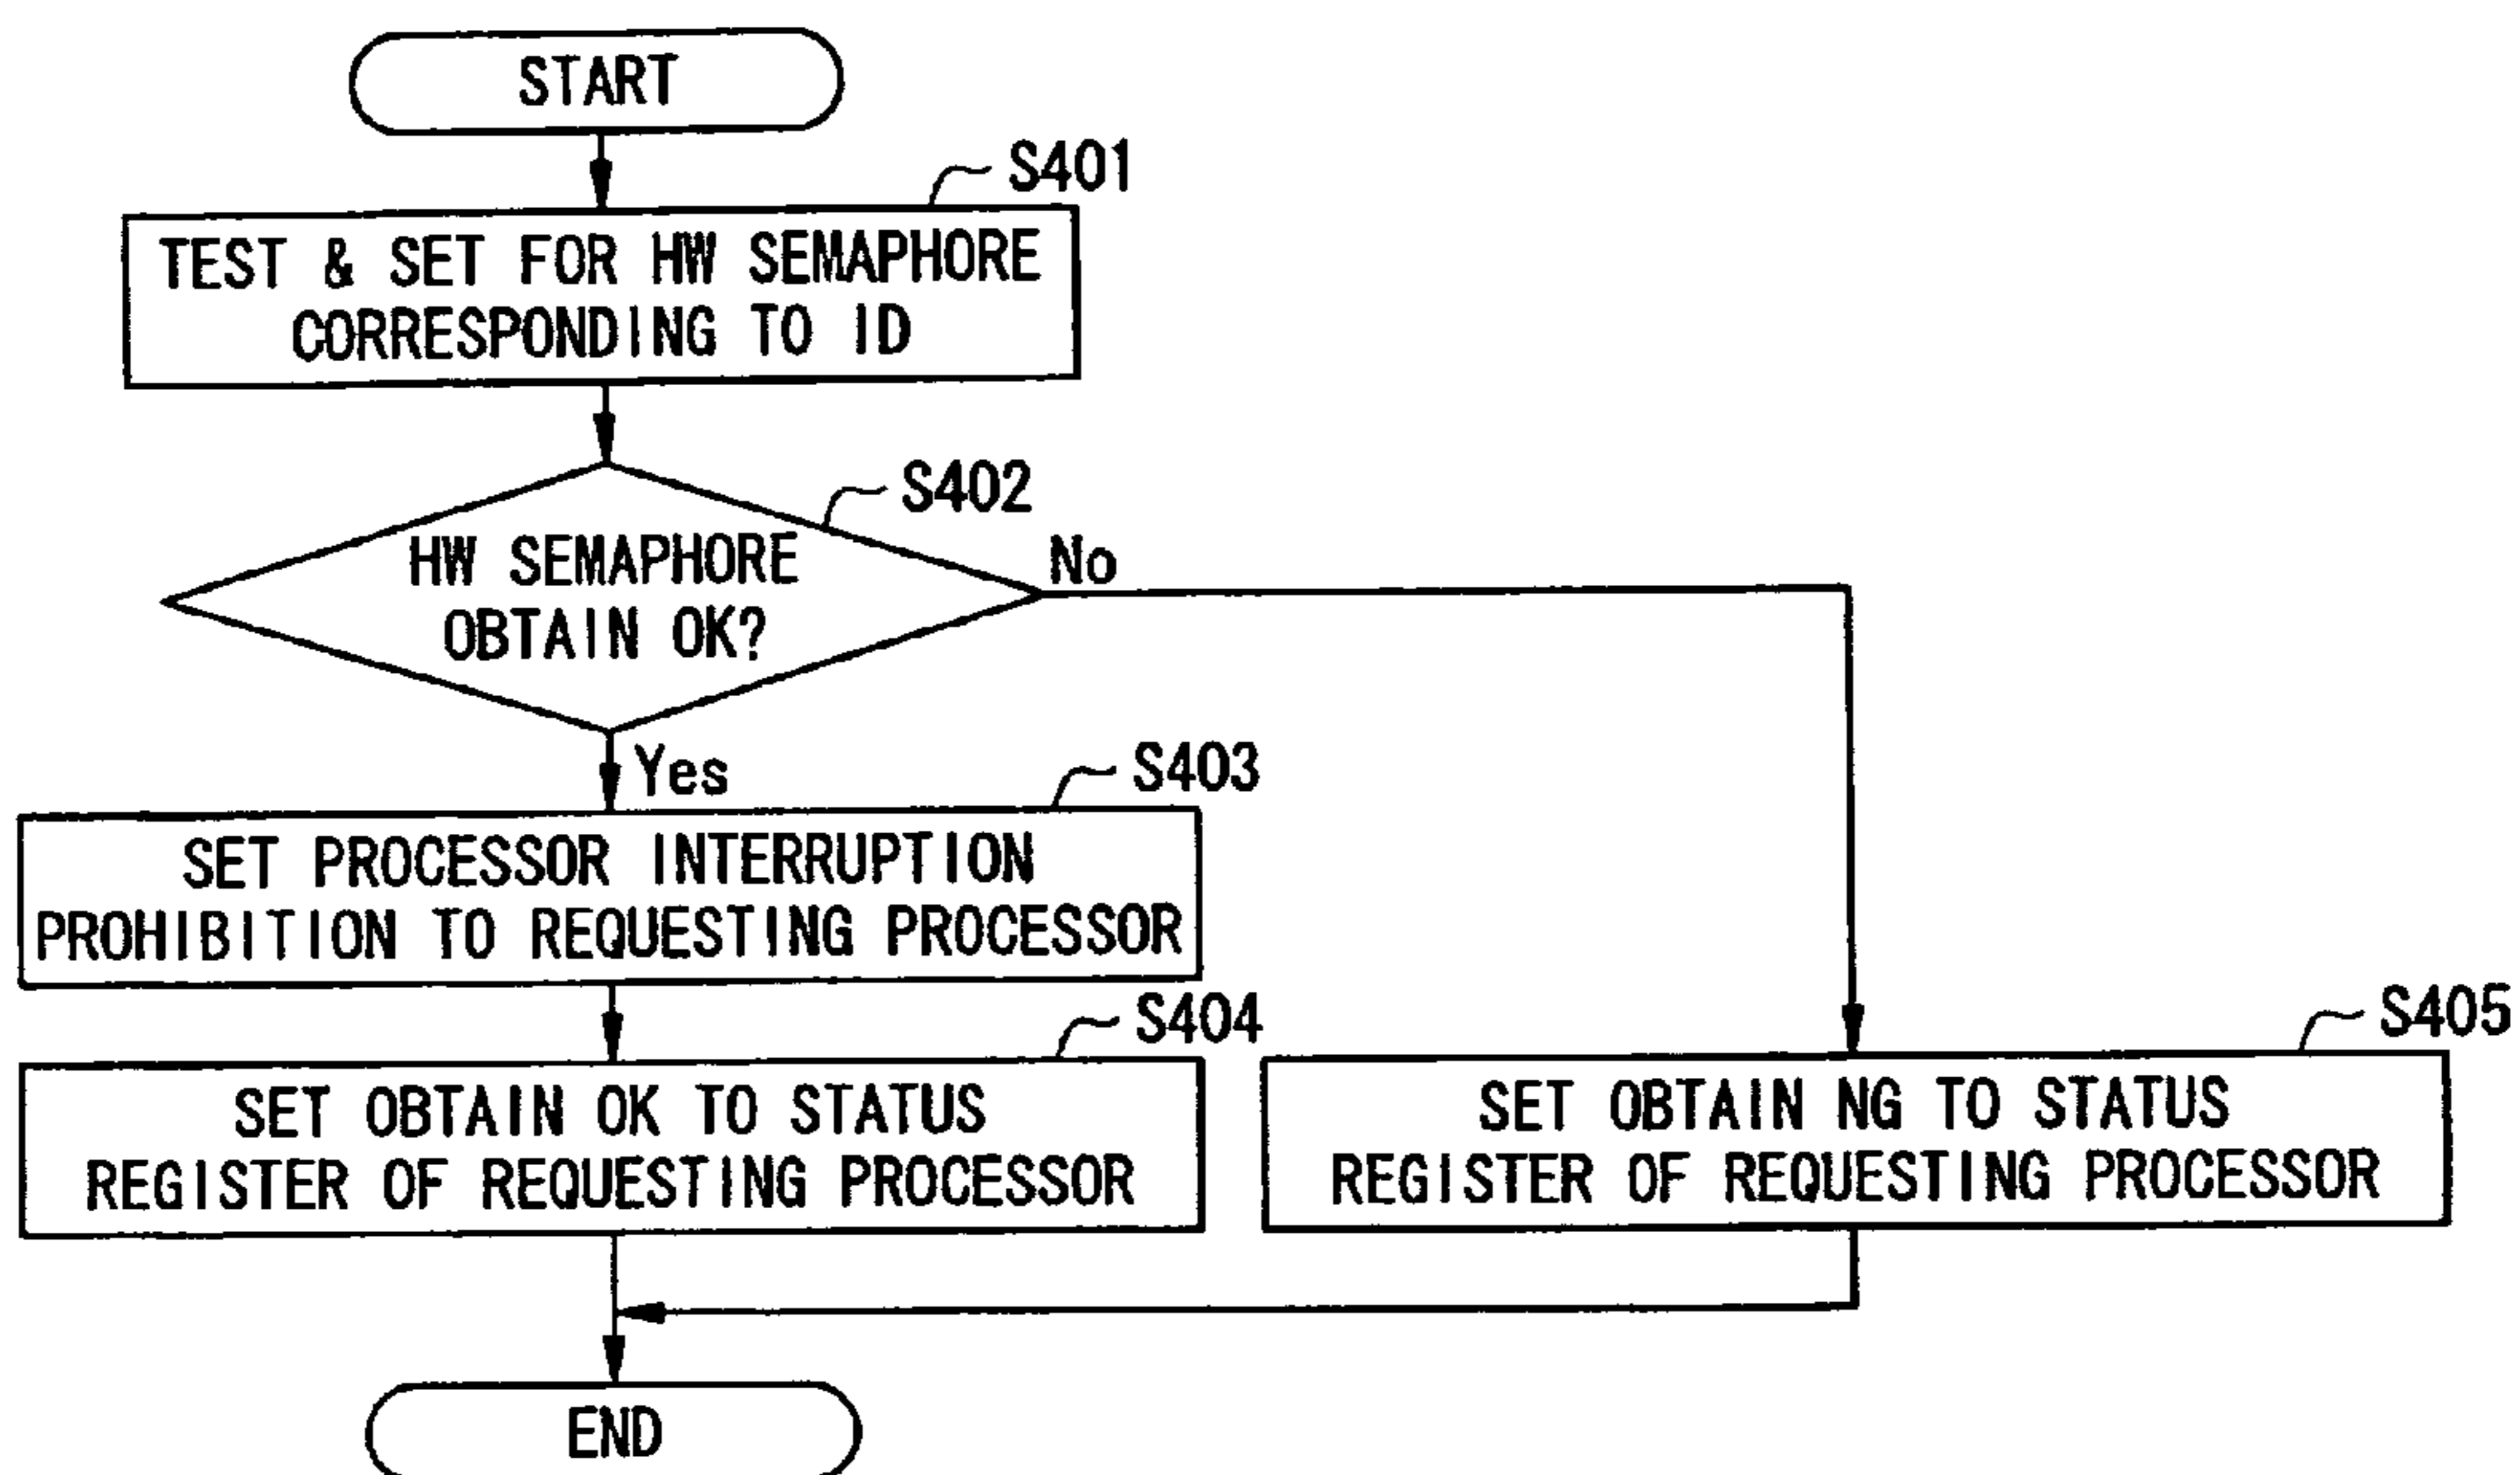 START
S401
TEST & SET FOR HW SEMAPHORE
CORRESPONDING TO ID
S402
HW SEMAPHORE
OBTAIN OK?
No
Yes
S403
SET PROCESSOR INTERRUPTION
PROHIBITION TO REQUESTING PROCESSOR
S404
SET OBTAIN OK TO STATUS
REGISTER OF REQUESTING PROCESSOR
S405
SET OBTAIN NG TO STATUS
REGISTER OF REQUESTING PROCESSOR
END